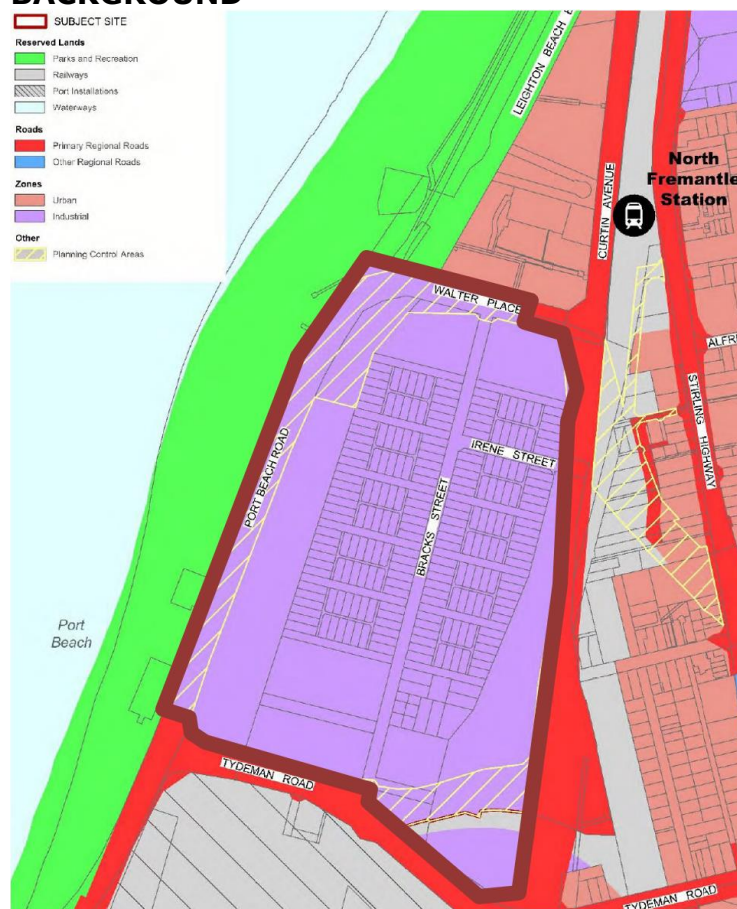 BACKGROUND
SUBJECT SITE
Reserved Lands
Parks and Recreation
Railways
Port Installations
Waterways
Roads
Primary Regional Roads
Other Regional Roads
Zones
Urban
Industrial
Other
Planning Control Areas
LEIGHTON BEACH
North
Fremantle
Station
CURTIN AVENUE
WALTER PLACE
ALFR
STIRLING HIGHWAY
IRENE STREET
PORT BEACH ROAD
BRACKS STREET
Port
Beach
TYDEMAN ROAD
TYDEMAN ROAD